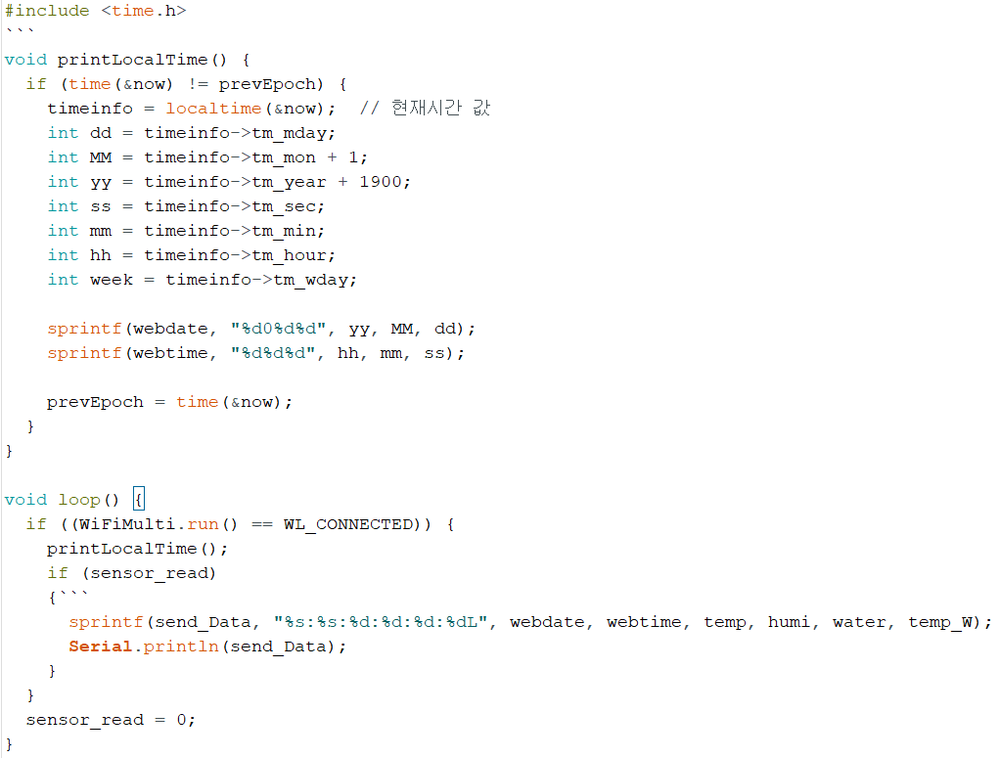 #include <time.h>
```
void printLocalTime() {
  if (time(&now) != prevEpoch) {
    timeinfo = localtime(&now);  // 현재시간 값
    int dd = timeinfo->tm_mday;
    int MM = timeinfo->tm_mon + 1;
    int yy = timeinfo->tm_year + 1900;
    int ss = timeinfo->tm_sec;
    int mm = timeinfo->tm_min;
    int hh = timeinfo->tm_hour;
    int week = timeinfo->tm_wday;

    sprintf(webdate, "%d0%d%d", yy, MM, dd);
    sprintf(webtime, "%d%d%d", hh, mm, ss);

    prevEpoch = time(&now);
  }
}

void loop() {
  if ((WiFiMulti.run() == WL_CONNECTED)) {
    printLocalTime();
    if (sensor_read)
    {```
      sprintf(send_Data, "%s:%s:%d:%d:%d:%dL", webdate, webtime, temp, humi, water, temp_W);
      Serial.println(send_Data);
    }
  }
  sensor_read = 0;
}